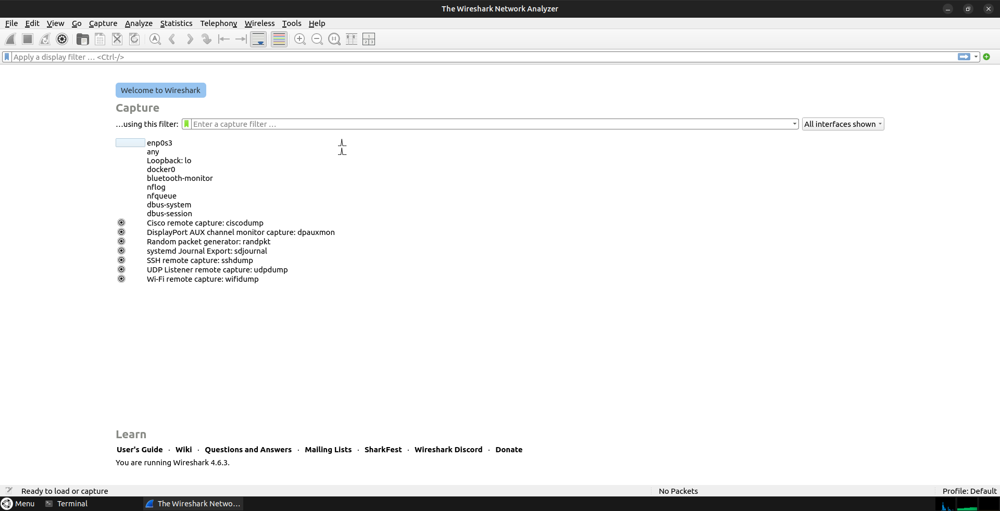 The Wireshark Network Analyzer
File Edit View Go Capture Analyze Statistics Telephony Wireless Tools Help
Apply a display filter … <Ctrl-/>
Welcome to Wireshark
Capture
…using this filter: Enter a capture filter … All interfaces shown
enp0s3
any
Loopback: lo
docker0
bluetooth-monitor
nflog
nfqueue
dbus-system
dbus-session
Cisco remote capture: ciscodump
DisplayPort AUX channel monitor capture: dpauxmon
Random packet generator: randpkt
systemd Journal Export: sdjournal
SSH remote capture: sshdump
UDP Listener remote capture: udpdump
Wi-Fi remote capture: wifidump
Learn
User's Guide · Wiki · Questions and Answers · Mailing Lists · SharkFest · Wireshark Discord · Donate
You are running Wireshark 4.6.3.
Ready to load or capture No Packets Profile: Default
Menu Terminal The Wireshark Netwo…